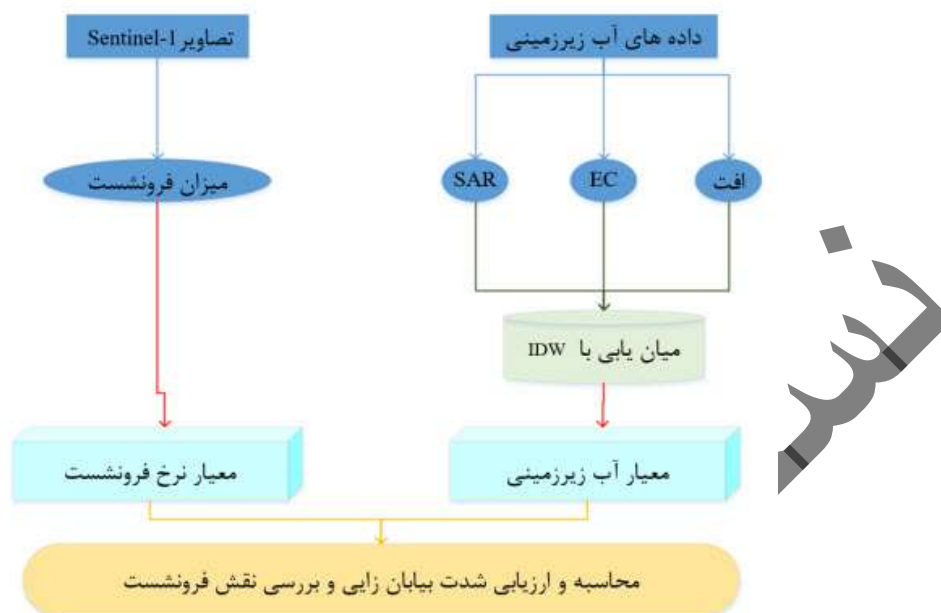 داده های آب زیرزمینی
تصاویر Sentinel-1
افت
EC
SAR
میزان فرونشست
میان یابی با IDW
معیار آب زیرزمینی
معیار نرخ فرونشست
محاسبه و ارزیابی شدت بیابان زایی و بررسی نقش فرونشست